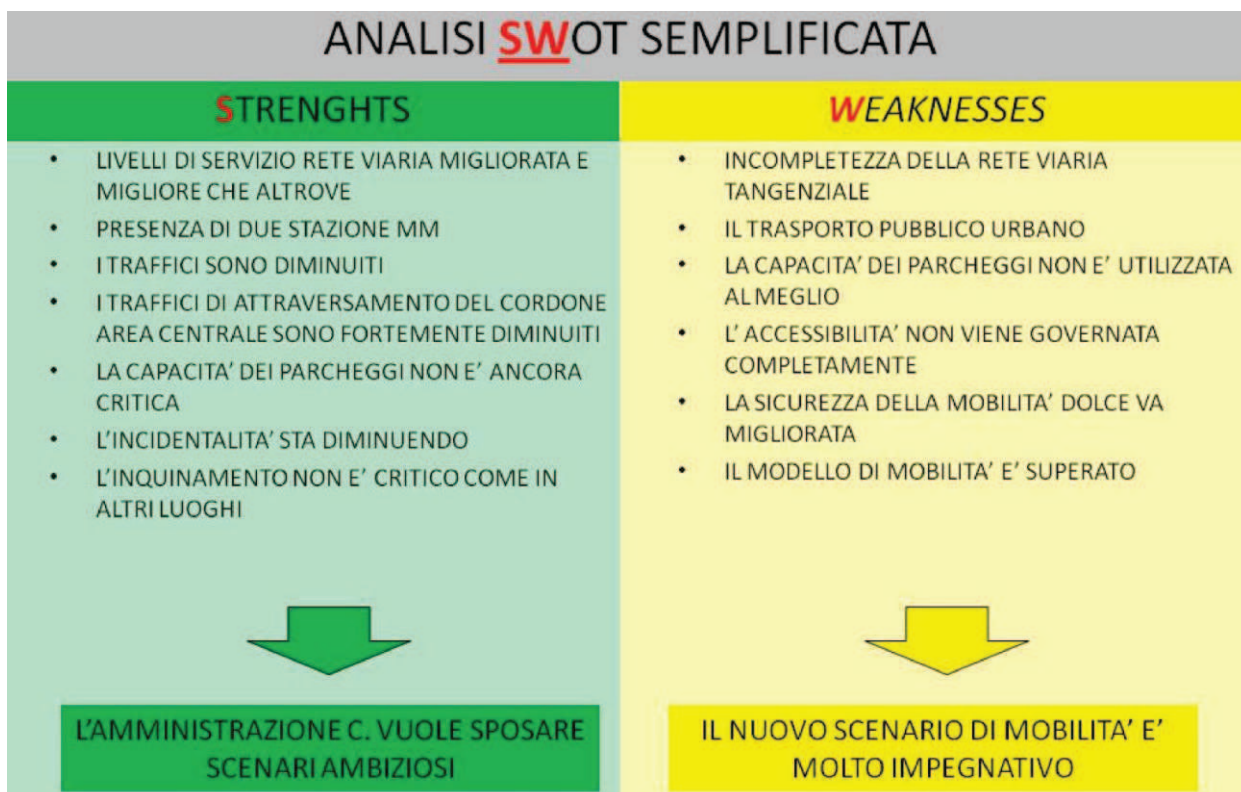 ANALISI SWOT SEMPLIFICATA
STRENGHTS
• LIVELLI DI SERVIZIO RETE VIARIA MIGLIORATA E
MIGLIORE CHE ALTROVE
• PRESENZA DI DUE STAZIONE MM
• I TRAFFICI SONO DIMINUITI
• I TRAFFICI DI ATTRAVERSAMENTO DEL CORDONE
AREA CENTRALE SONO FORTEMENTE DIMINUITI
• LA CAPACITA' DEI PARCHEGGI NON E' ANCORA
CRITICA
• L'INCIDENTALITA' STA DIMINUENDO
• L'INQUINAMENTO NON E' CRITICO COME IN
ALTRI LUOGHI
L'AMMINISTRAZIONE C. VUOLE SPOSARE
SCENARI AMBIZIOSI
WEAKNESSES
• INCOMPLETEZZA DELLA RETE VIARIA
TANGENZIALE
• IL TRASPORTO PUBBLICO URBANO
• LA CAPACITA' DEI PARCHEGGI NON E' UTILIZZATA
AL MEGLIO
• L' ACCESSIBILITA' NON VIENE GOVERNATA
COMPLETAMENTE
• LA SICUREZZA DELLA MOBILITA' DOLCE VA
MIGLIORATA
• IL MODELLO DI MOBILITA' E' SUPERATO
IL NUOVO SCENARIO DI MOBILITA' E'
MOLTO IMPEGNATIVO